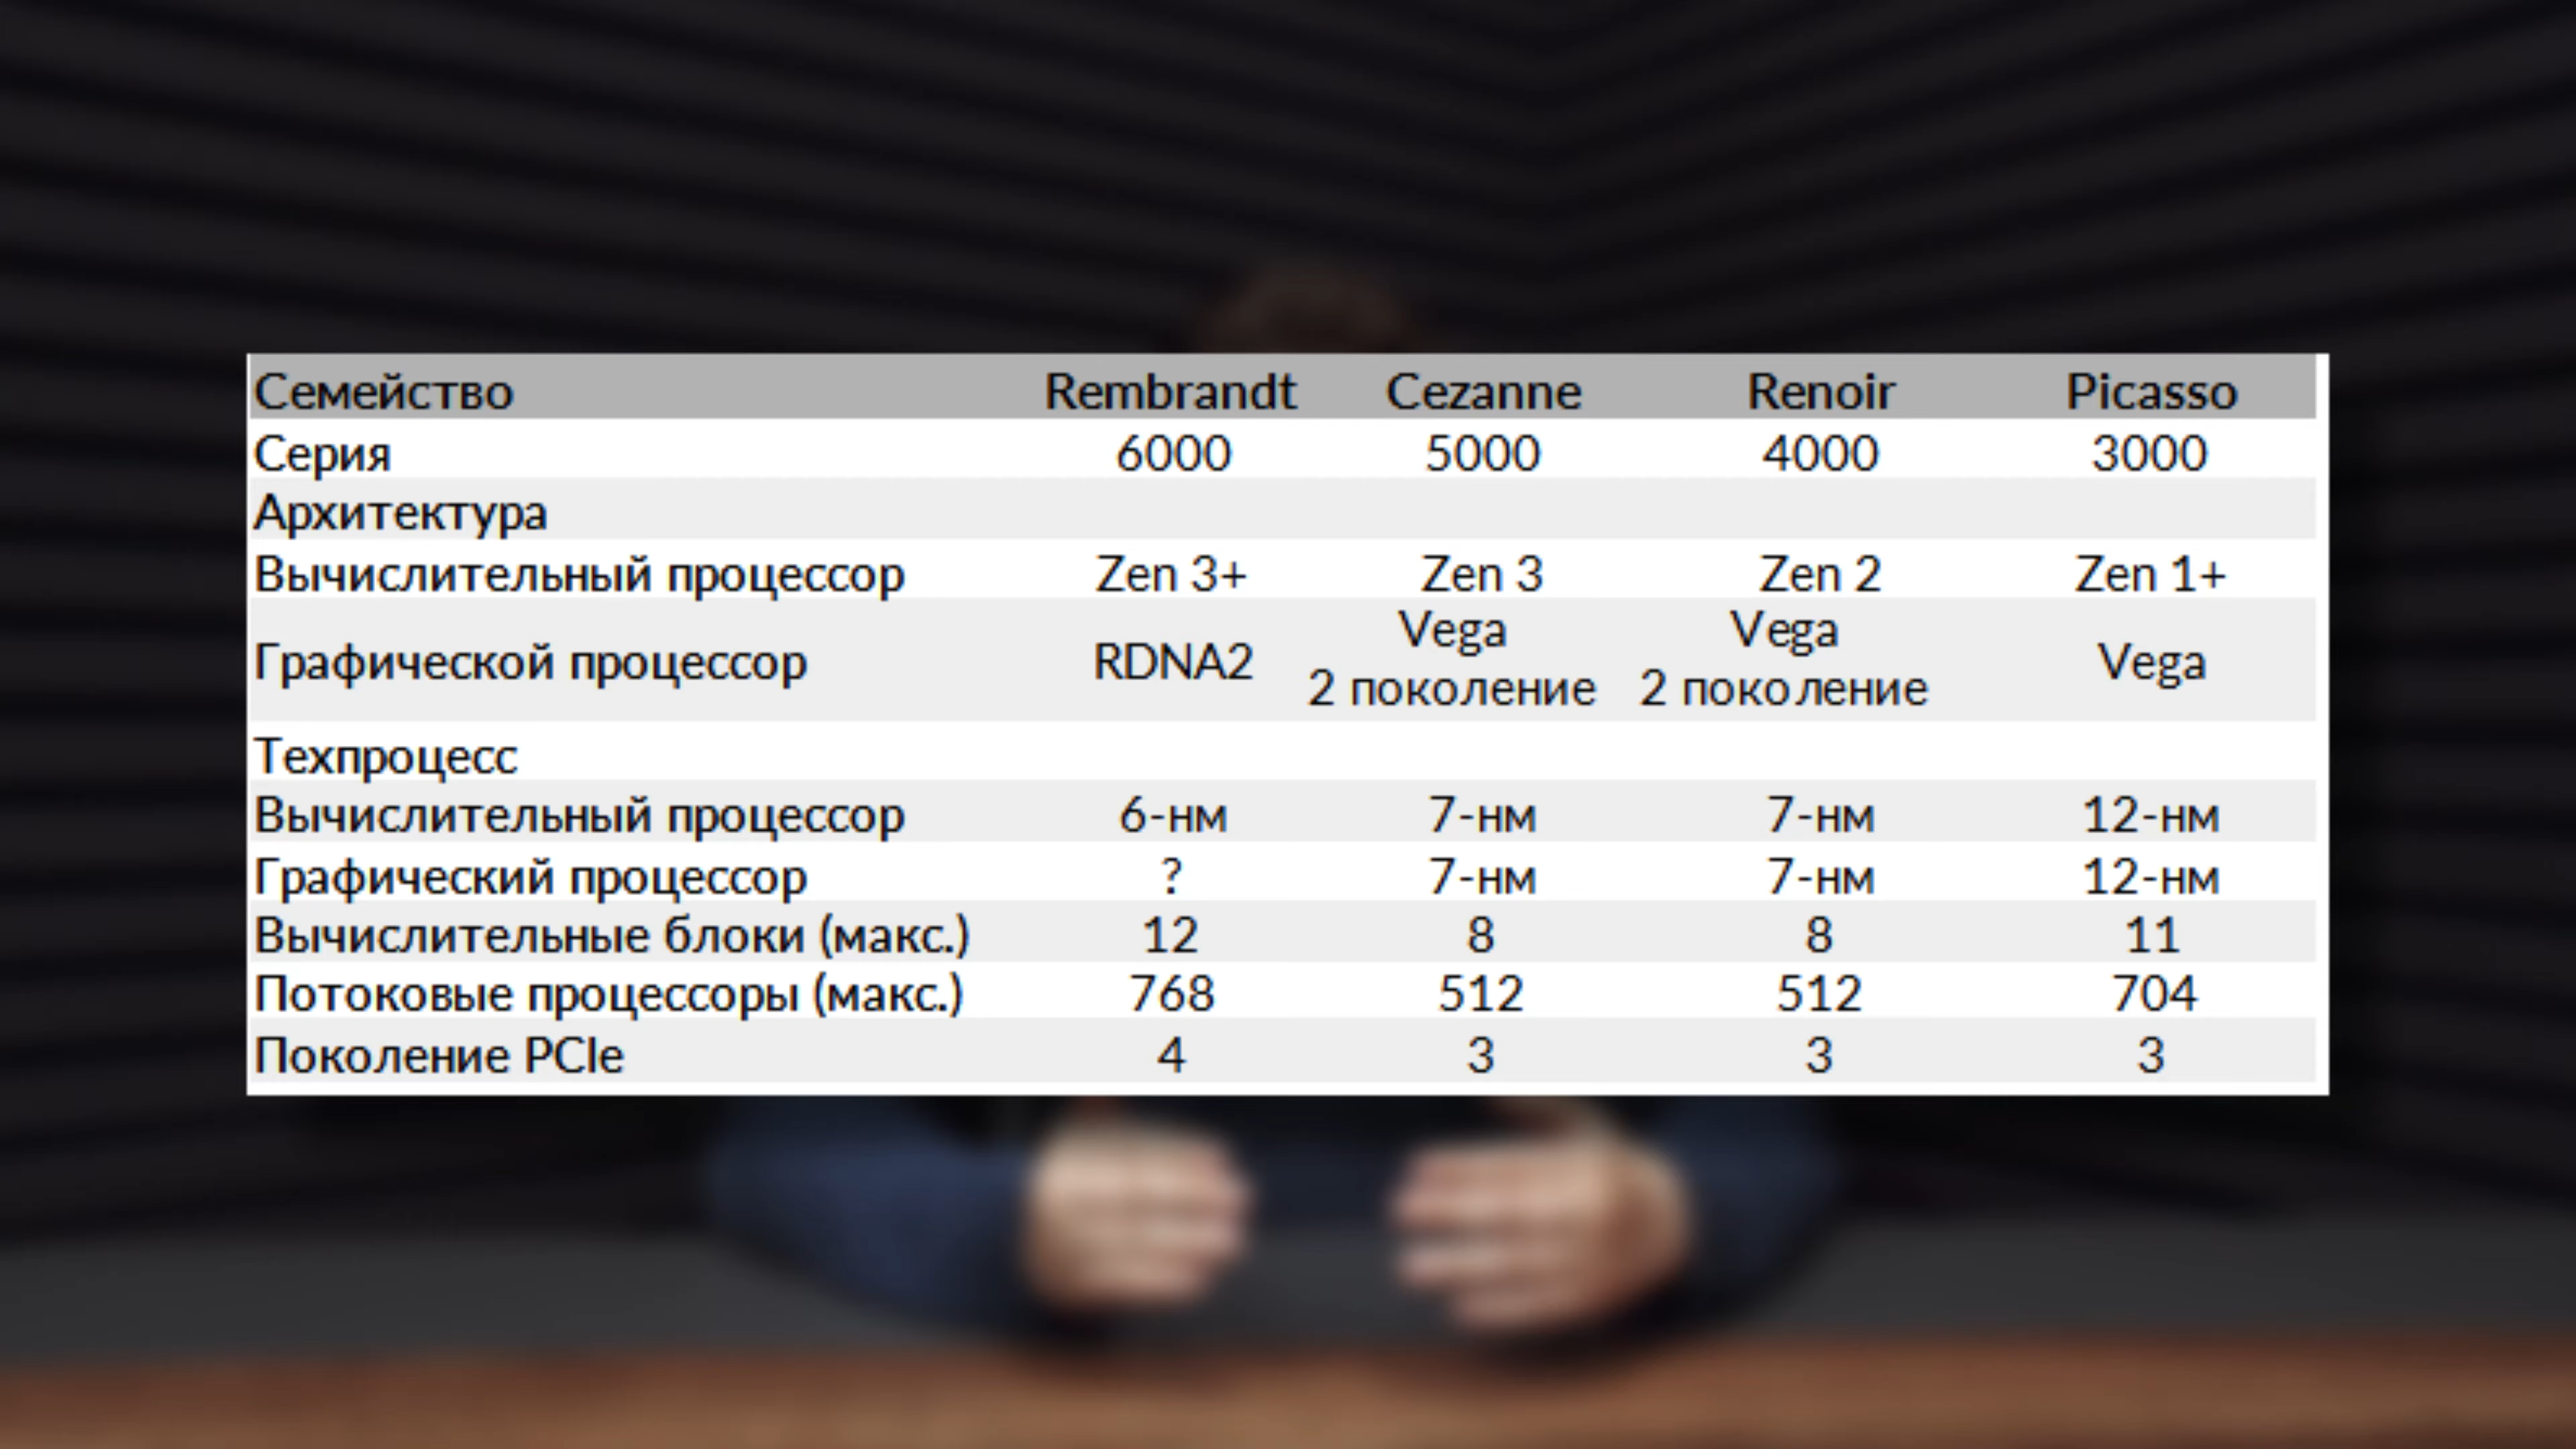 Семейство Rembrandt Cezanne Renoir Picasso
Серия 6000 5000 4000 3000
Архитектура
Вычислительный процессор Zen 3+ Zen 3 Zen 2 Zen 1+
Графической процессор RDNA2 Vega 2 поколение Vega 2 поколение Vega
Техпроцесс
Вычислительный процессор 6-нм 7-нм 7-нм 12-нм
Графический процессор ? 7-нм 7-нм 12-нм
Вычислительные блоки (макс.) 12 8 8 11
Потоковые процессоры (макс.) 768 512 512 704
Поколение PCIe 4 3 3 3